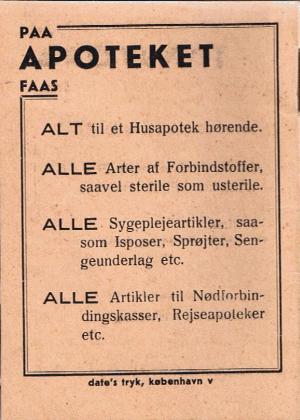 PAA
APOTEKET
FAAS
ALT til et Husapotek hørende.
ALLE Arter af Forbindstoffer,
saavel sterile som usterile.
ALLE Sygeplejeartikler, saa-
som Isposer, Sprøjter, Sen-
geunderlag etc.
ALLE Artikler til Nødforbin-
dingskasser, Rejseapoteker
etc.
dato's tryk, københavn v